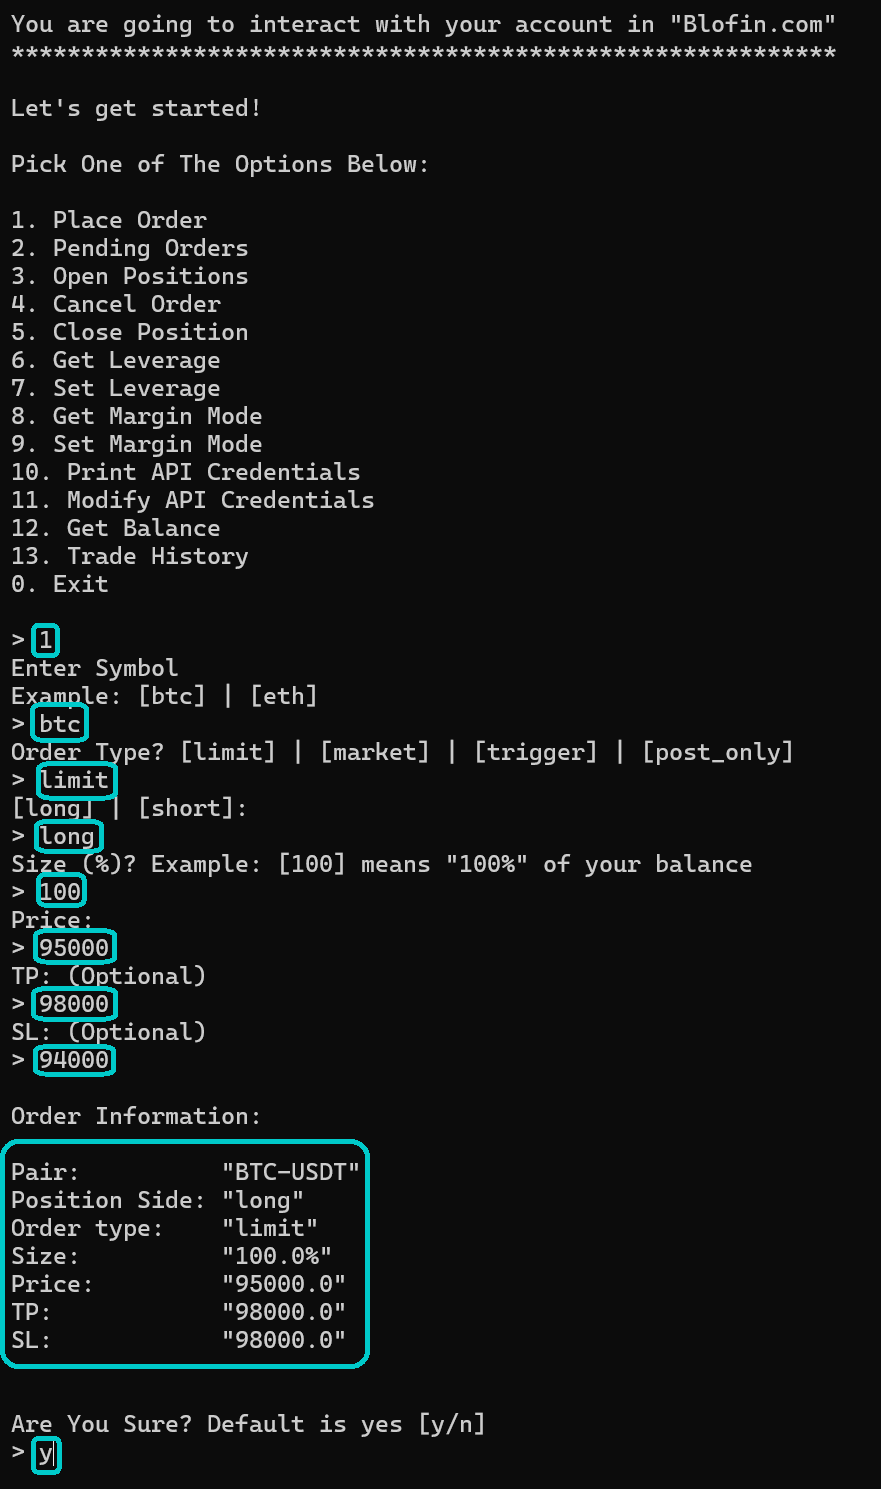 You are going to interact with your account in "Blofin.com"
***********************************************************
Let's get started!
Pick One of The Options Below:
1. Place Order
2. Pending Orders
3. Open Positions
4. Cancel Order
5. Close Position
6. Get Leverage
7. Set Leverage
8. Get Margin Mode
9. Set Margin Mode
10. Print API Credentials
11. Modify API Credentials
12. Get Balance
13. Trade History
0. Exit
> 1
Enter Symbol
Example: [btc] | [eth]
> btc
Order Type? [limit] | [market] | [trigger] | [post_only]
> limit
[long] | [short]:
> long
Size (%)? Example: [100] means "100%" of your balance
> 100
Price:
> 95000
TP: (Optional)
> 98000
SL: (Optional)
> 94000
Order Information:
Pair: "BTC-USDT"
Position Side: "long"
Order type: "limit"
Size: "100.0%"
Price: "95000.0"
TP: "98000.0"
SL: "98000.0"
Are You Sure? Default is yes [y/n]
> y